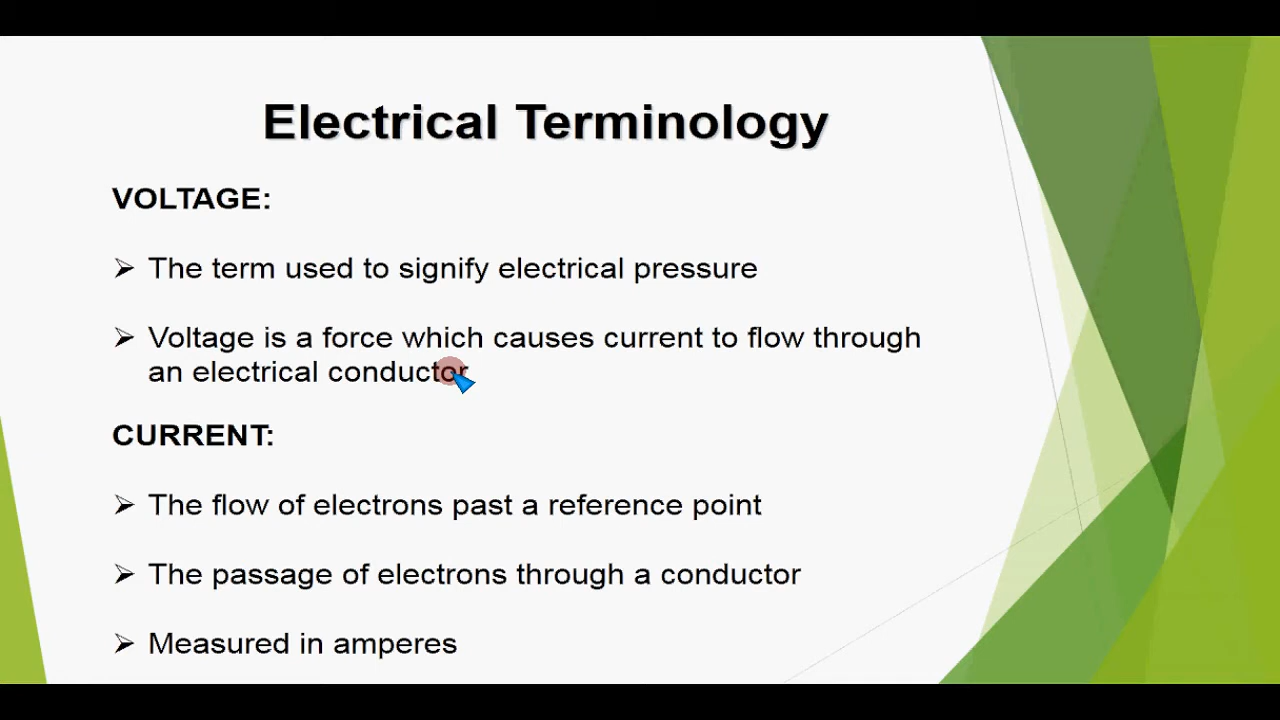 Electrical Terminology
VOLTAGE:
➢ The term used to signify electrical pressure
➢ Voltage is a force which causes current to flow through
an electrical conductor
CURRENT:
➢ The flow of electrons past a reference point
➢ The passage of electrons through a conductor
➢ Measured in amperes